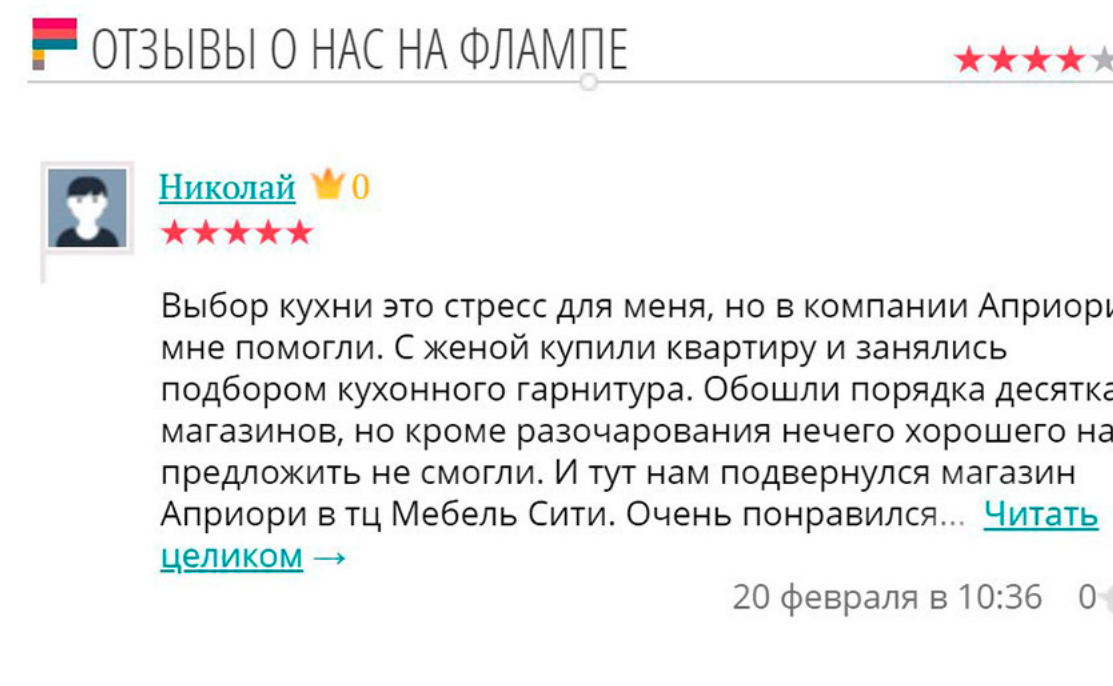 ОТЗЫВЫ О НАС НА ФЛАМПЕ
Николай 0
Выбор кухни это стресс для меня, но в компании Априори
мне помогли. С женой купили квартиру и занялись
подбором кухонного гарнитура. Обошли порядка десятка
магазинов, но кроме разочарования нечего хорошего на
предложить не смогли. И тут нам подвернулся магазин
Априори в тц Мебель Сити. Очень понравился... Читать
целиком →
20 февраля в 10:36 0